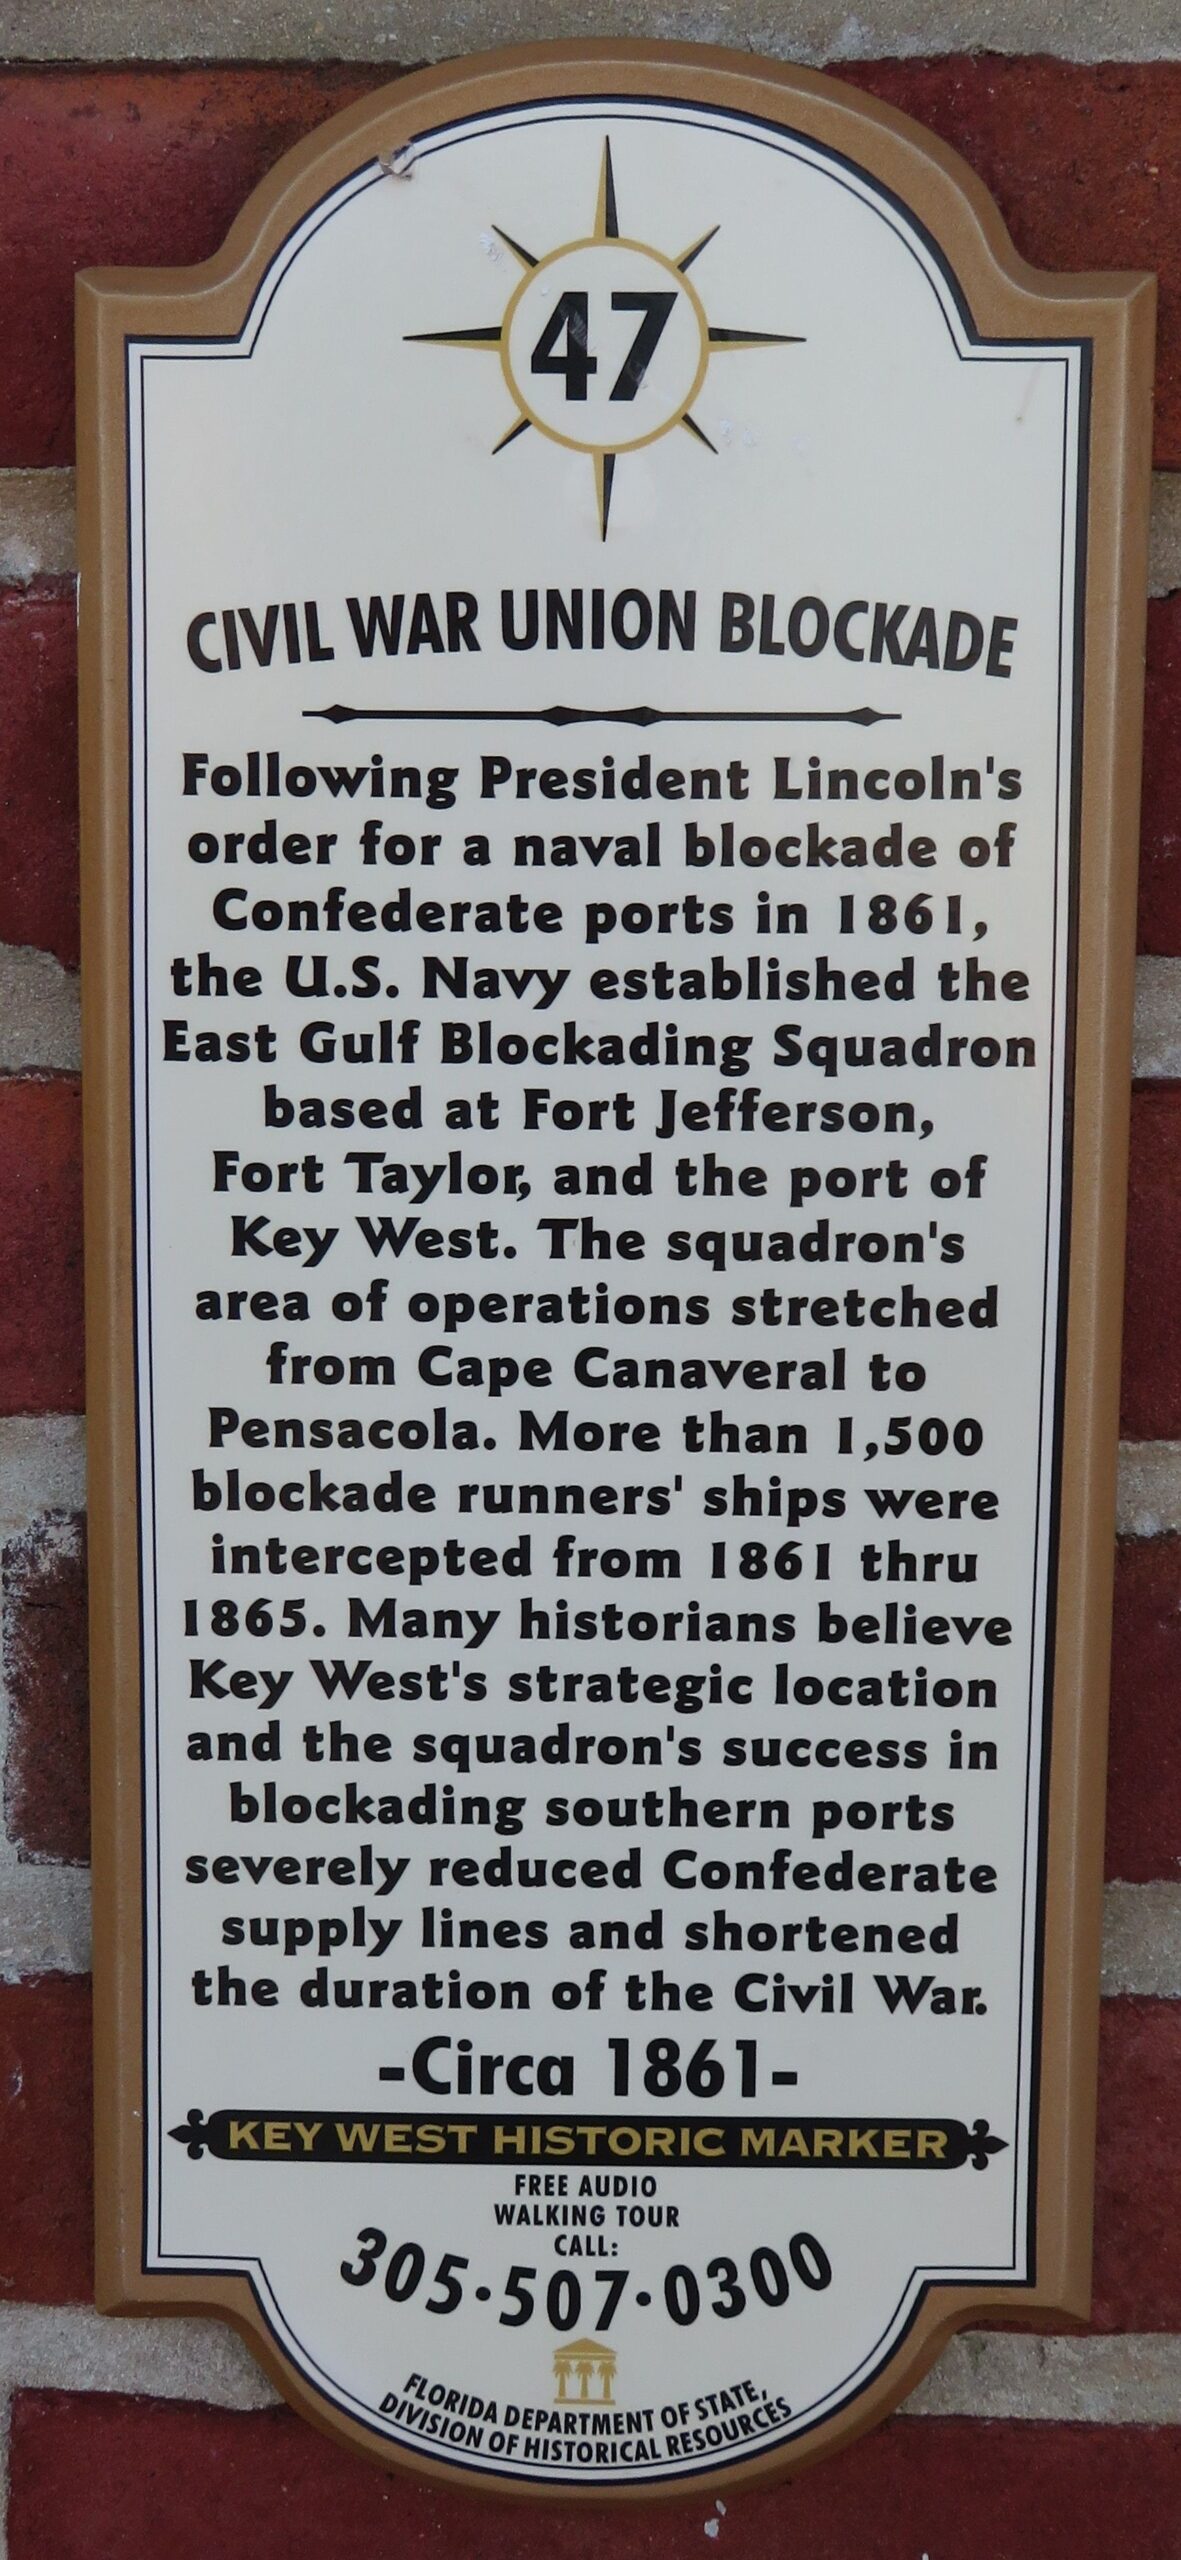 47
CIVIL WAR UNION BLOCKADE
Following President Lincoln's
order for a naval blockade of
Confederate ports in 1861,
the U.S. Navy established the
East Gulf Blockading Squadron
based at Fort Jefferson,
Fort Taylor, and the port of
Key West. The squadron's
area of operations stretched
from Cape Canaveral to
Pensacola. More than 1,500
blockade runners' ships were
intercepted from 1861 thru
1865. Many historians believe
Key West's strategic location
and the squadron's success in
blockading southern ports
severely reduced Confederate
supply lines and shortened
the duration of the Civil War.
-Circa 1861-
KEY WEST HISTORIC MARKER
FREE AUDIO
WALKING TOUR
CALL:
305·507·0300
FLORIDA DEPARTMENT OF STATE,
DIVISION OF HISTORICAL RESOURCES